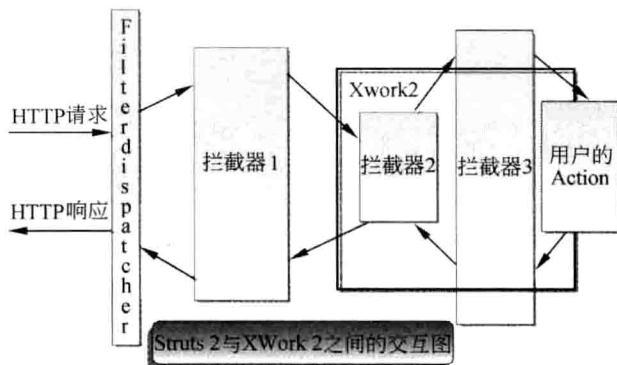 Filterdispatcher
HTTP请求
HTTP响应
拦截器1
Xwork2
拦截器2
拦截器3
用户的
Action
Struts 2与XWork 2之间的交互图